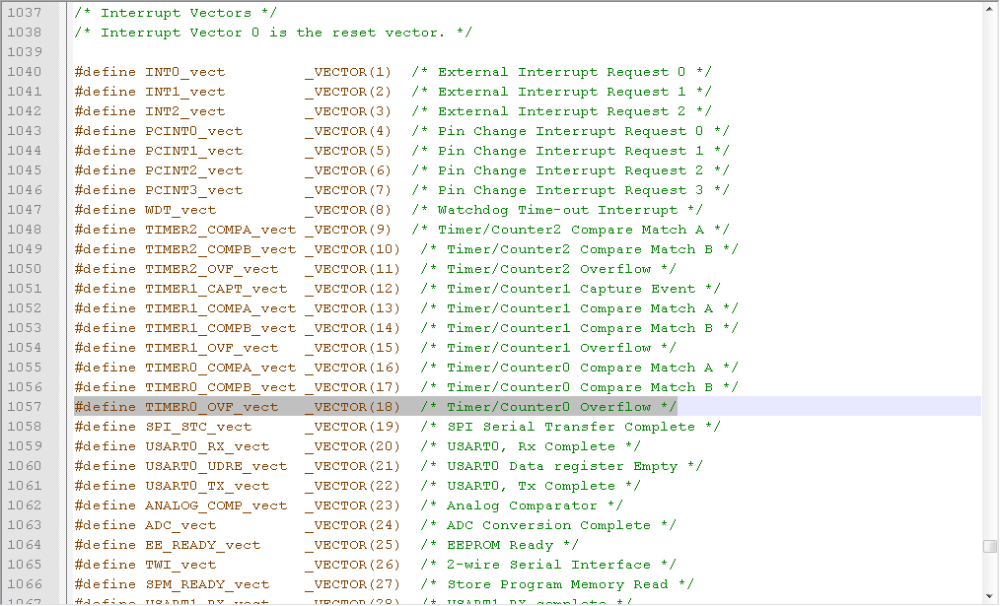 1037 /* Interrupt Vectors */
1038 /* Interrupt Vector 0 is the reset vector. */
1039
1040 #define INT0_vect         _VECTOR(1)  /* External Interrupt Request 0 */
1041 #define INT1_vect         _VECTOR(2)  /* External Interrupt Request 1 */
1042 #define INT2_vect         _VECTOR(3)  /* External Interrupt Request 2 */
1043 #define PCINT0_vect       _VECTOR(4)  /* Pin Change Interrupt Request 0 */
1044 #define PCINT1_vect       _VECTOR(5)  /* Pin Change Interrupt Request 1 */
1045 #define PCINT2_vect       _VECTOR(6)  /* Pin Change Interrupt Request 2 */
1046 #define PCINT3_vect       _VECTOR(7)  /* Pin Change Interrupt Request 3 */
1047 #define WDT_vect          _VECTOR(8)  /* Watchdog Time-out Interrupt */
1048 #define TIMER2_COMPA_vect _VECTOR(9)  /* Timer/Counter2 Compare Match A */
1049 #define TIMER2_COMPB_vect _VECTOR(10)  /* Timer/Counter2 Compare Match B */
1050 #define TIMER2_OVF_vect   _VECTOR(11)  /* Timer/Counter2 Overflow */
1051 #define TIMER1_CAPT_vect  _VECTOR(12)  /* Timer/Counter1 Capture Event */
1052 #define TIMER1_COMPA_vect _VECTOR(13)  /* Timer/Counter1 Compare Match A */
1053 #define TIMER1_COMPB_vect _VECTOR(14)  /* Timer/Counter1 Compare Match B */
1054 #define TIMER1_OVF_vect   _VECTOR(15)  /* Timer/Counter1 Overflow */
1055 #define TIMER0_COMPA_vect _VECTOR(16)  /* Timer/Counter0 Compare Match A */
1056 #define TIMER0_COMPB_vect _VECTOR(17)  /* Timer/Counter0 Compare Match B */
1057 #define TIMER0_OVF_vect   _VECTOR(18)  /* Timer/Counter0 Overflow */
1058 #define SPI_STC_vect      _VECTOR(19)  /* SPI Serial Transfer Complete */
1059 #define USART0_RX_vect    _VECTOR(20)  /* USART0, Rx Complete */
1060 #define USART0_UDRE_vect  _VECTOR(21)  /* USART0 Data register Empty */
1061 #define USART0_TX_vect    _VECTOR(22)  /* USART0, Tx Complete */
1062 #define ANALOG_COMP_vect  _VECTOR(23)  /* Analog Comparator */
1063 #define ADC_vect          _VECTOR(24)  /* ADC Conversion Complete */
1064 #define EE_READY_vect     _VECTOR(25)  /* EEPROM Ready */
1065 #define TWI_vect          _VECTOR(26)  /* 2-wire Serial Interface */
1066 #define SPM_READY_vect    _VECTOR(27)  /* Store Program Memory Read */
1067 #define USART1_RX_vect    _VECTOR(28)  /* USART1 RX complete */